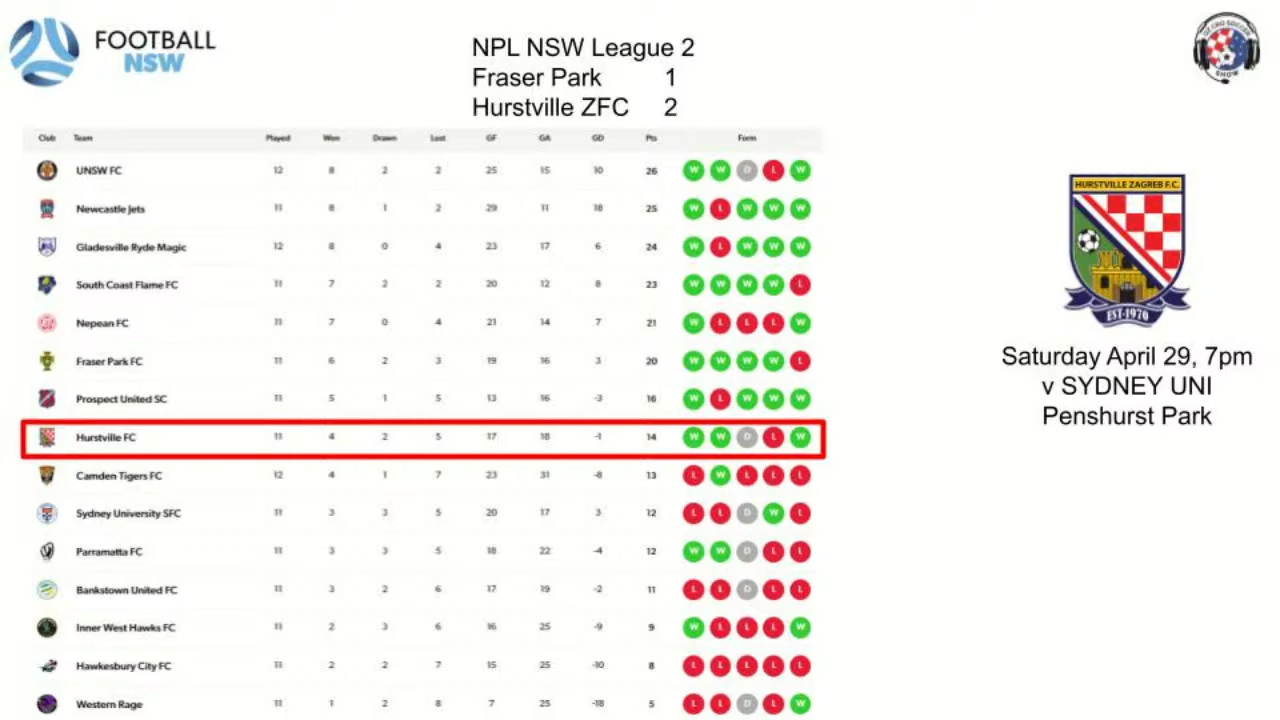 FOOTBALL
NSW
NPL NSW League 2
Fraser Park 1
Hurstville ZFC 2
Club Team Played Won Drawn Lost GF GA GD Pts Form
UNSW FC 12 8 2 2 25 15 10 26 W W D L W
Newcastle Jets 11 8 1 2 29 11 18 25 W L W W W
Gladesville Ryde Magic 12 8 0 4 23 17 6 24 W L W W W
South Coast Flame FC 11 7 2 2 20 12 8 23 W W W W L
Nepean FC 11 7 0 4 21 14 7 21 W L L L W
Fraser Park FC 11 6 2 3 19 16 3 20 W W W W L
Prospect United SC 11 5 1 5 13 16 -3 16 W L W W W
Hurstville FC 11 4 2 5 17 18 -1 14 W W D L W
Camden Tigers FC 12 4 1 7 23 31 -8 13 L W L L L
Sydney University SFC 11 3 3 5 20 17 3 12 L L D W L
Parramatta FC 11 3 3 5 18 22 -4 12 W W D L L
Bankstown United FC 11 3 2 6 17 19 -2 11 L L D L L
Inner West Hawks FC 11 2 3 6 16 25 -9 9 W L L L W
Hawkesbury City FC 11 2 2 7 15 25 -10 8 L L L L L
Western Rage 11 1 2 8 7 25 -18 5 L L D L W
SHOW
HURSTVILLE ZAGREB F.C.
EST-1970
Saturday April 29, 7pm
v SYDNEY UNI
Penshurst Park